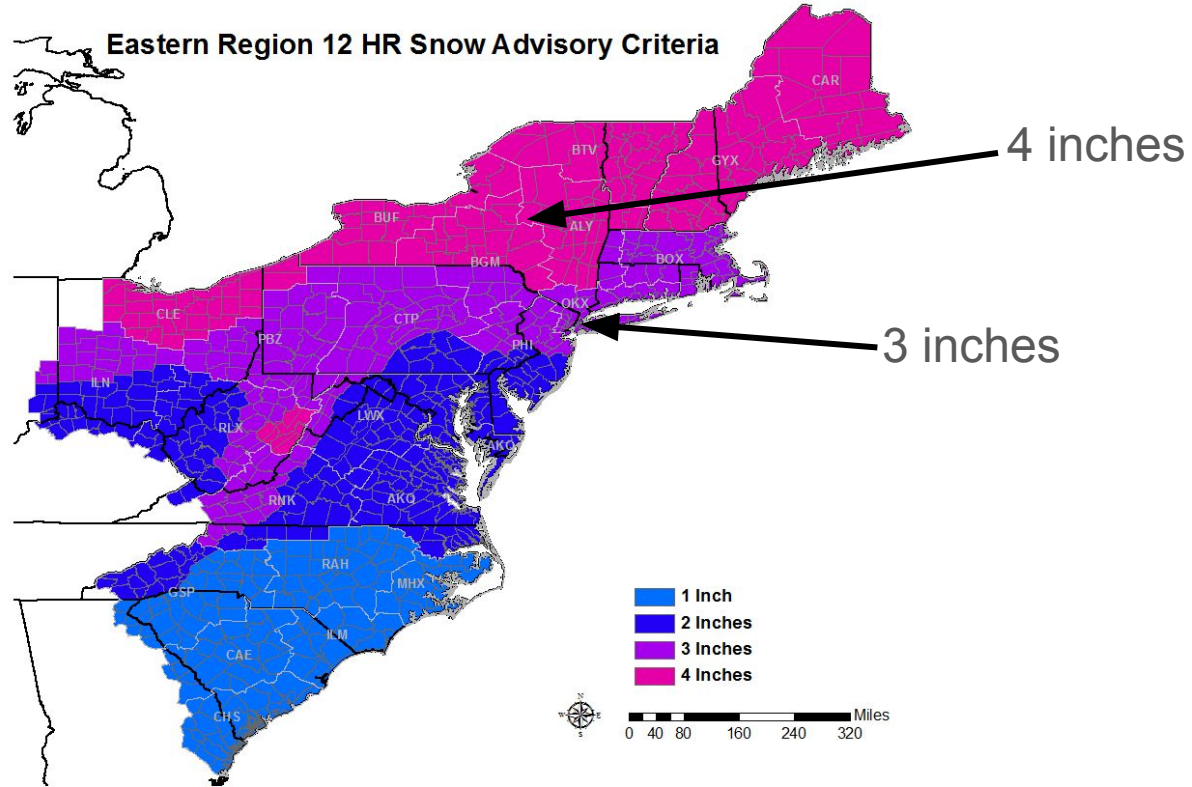 Eastern Region 12 HR Snow Advisory Criteria
CAR
4 inches
BTV
GYX
BUF
ALY
BGM
BOX
CLE
OKX
CTP
PBZ
PHI
3 inches
ILN
LWX
RLX
AKQ
RNK
AKQ
RAH
GSP
MHX
ILM
CAE
CHS
1 Inch
2 Inches
3 Inches
4 Inches
N
W E
S
Miles
0 40 80 160 240 320